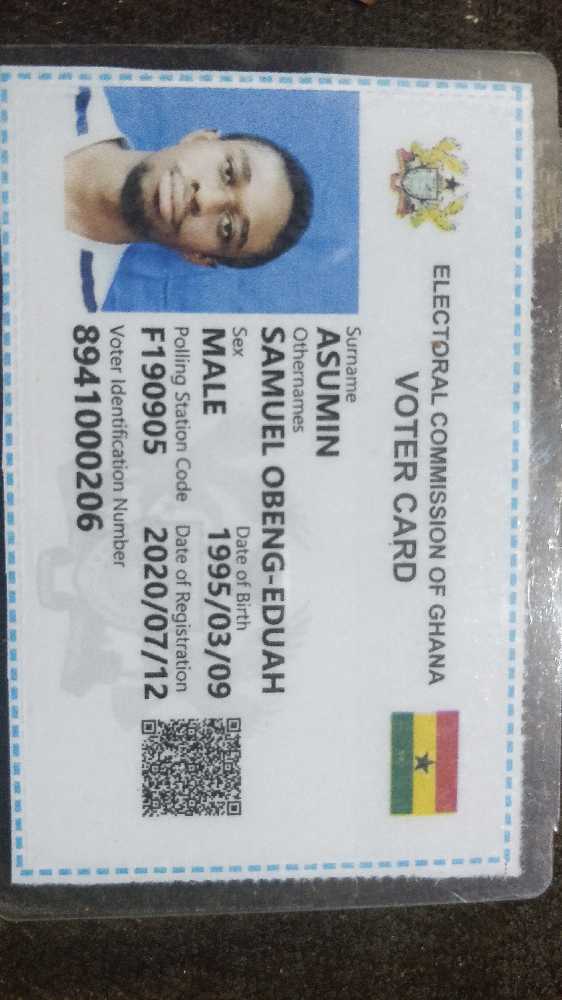 ELECTORAL COMMISSION OF GHANA
VOTER CARD
Surname
ASUMIN
Othernames
SAMUEL OBENG-EDUAH
Sex Date of Birth
MALE 1995/03/09
Polling Station Code Date of Registration
F190905 2020/07/12
Voter Identification Number
8941000206